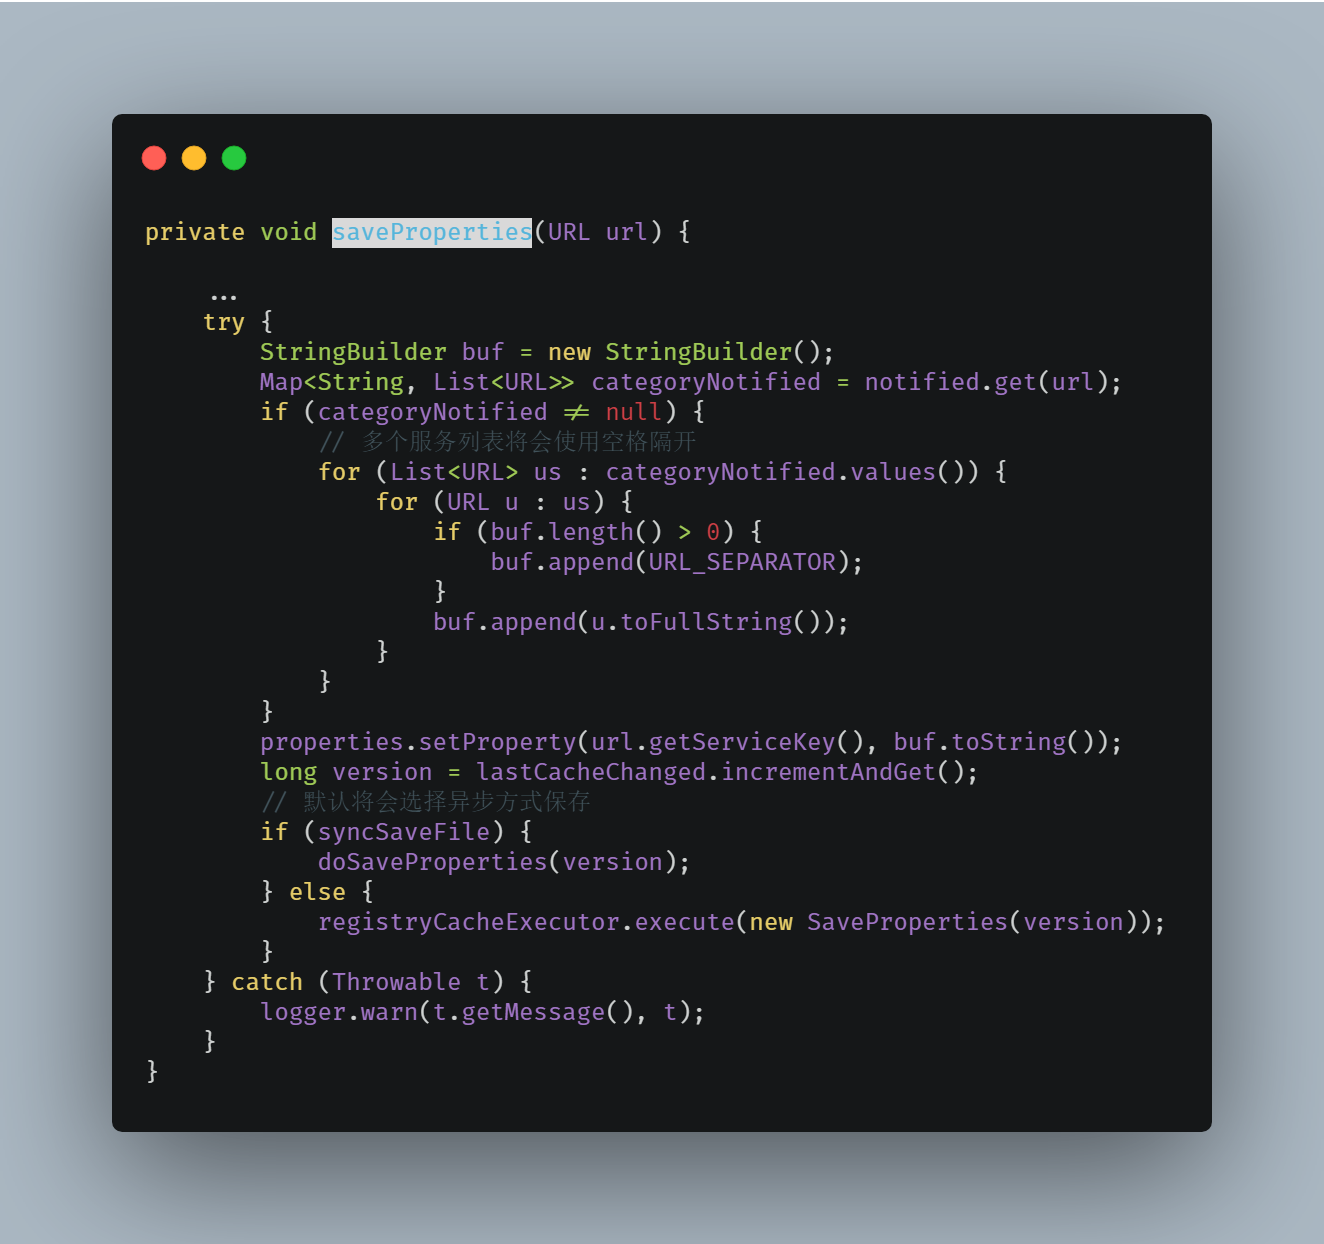 private void saveProperties(URL url) {
...
try {
StringBuilder buf = new StringBuilder();
Map<String, List<URL>> categoryNotified = notified.get(url);
if (categoryNotified != null) {
// 多个服务列表将会使用空格隔开
for (List<URL> us : categoryNotified.values()) {
for (URL u : us) {
if (buf.length() > 0) {
buf.append(URL_SEPARATOR);
}
buf.append(u.toFullString());
}
}
}
properties.setProperty(url.getServiceKey(), buf.toString());
long version = lastCacheChanged.incrementAndGet();
// 默认将会选择异步方式保存
if (syncSaveFile) {
doSaveProperties(version);
} else {
registryCacheExecutor.execute(new SaveProperties(version));
}
} catch (Throwable t) {
logger.warn(t.getMessage(), t);
}
}